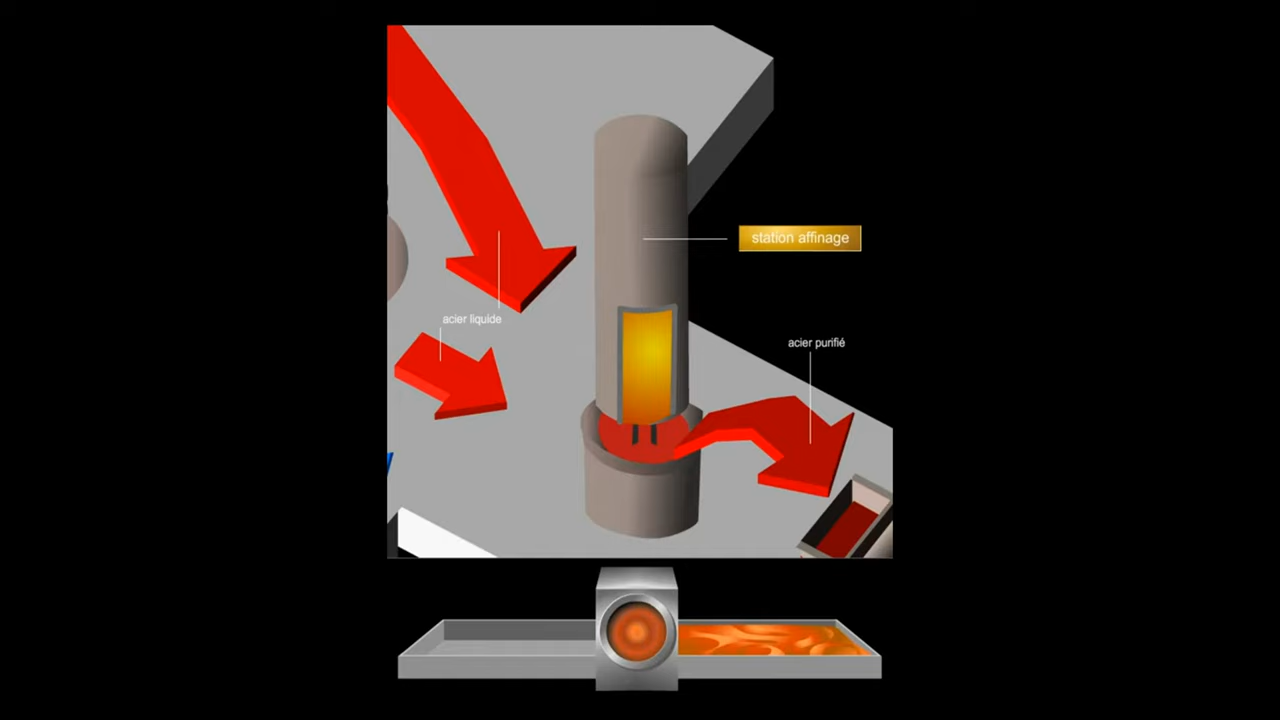 station affinage
acier liquide
acier purifié